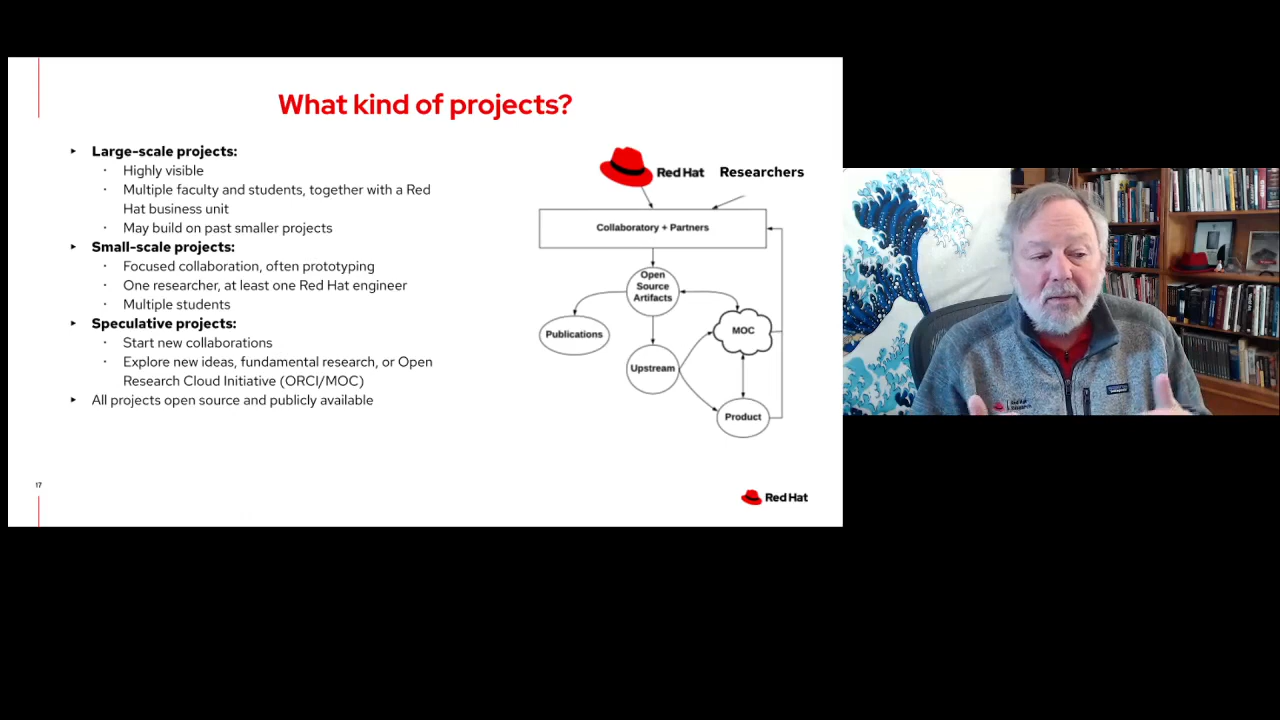 What kind of projects?
Large-scale projects:
Highly visible
Multiple faculty and students, together with a Red
Hat business unit
May build on past smaller projects
Small-scale projects:
Focused collaboration, often prototyping
One researcher, at least one Red Hat engineer
Multiple students
Speculative projects:
Start new collaborations
Explore new ideas, fundamental research, or Open
Research Cloud Initiative (ORCI/MOC)
All projects open source and publicly available
17
Red Hat
Researchers
Collaboratory + Partners
Open
Source
Artifacts
Publications
MOC
Upstream
Product
Red Hat
patagonia
Red Hat
Research